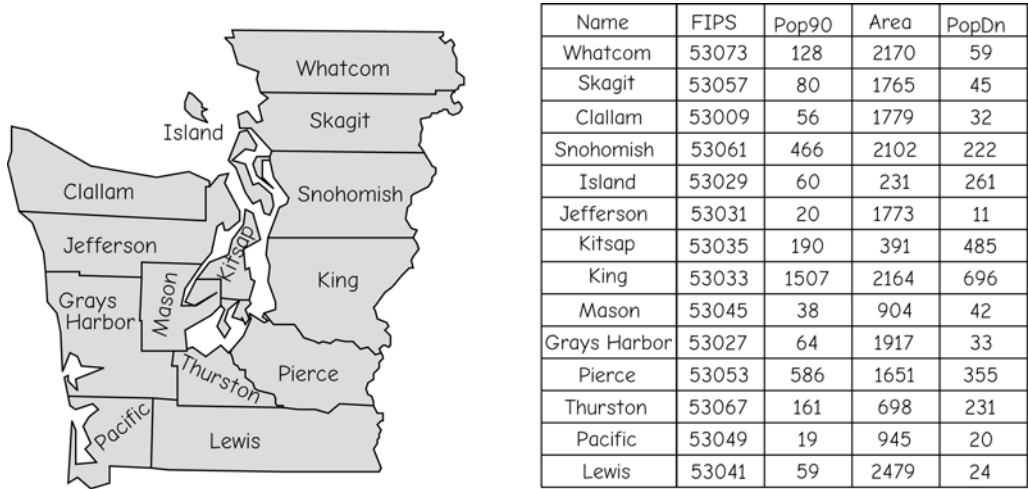 Whatcom
Skagit
Island
Clallam
Snohomish
Jefferson
Kitsap
King
Mason
Grays
Harbor
Thurston
Pierce
Pacific
Lewis
Name FIPS Pop90 Area PopDn
Whatcom 53073 128 2170 59
Skagit 53057 80 1765 45
Clallam 53009 56 1779 32
Snohomish 53061 466 2102 222
Island 53029 60 231 261
Jefferson 53031 20 1773 11
Kitsap 53035 190 391 485
King 53033 1507 2164 696
Mason 53045 38 904 42
Grays Harbor 53027 64 1917 33
Pierce 53053 586 1651 355
Thurston 53067 161 698 231
Pacific 53049 19 945 20
Lewis 53041 59 2479 24